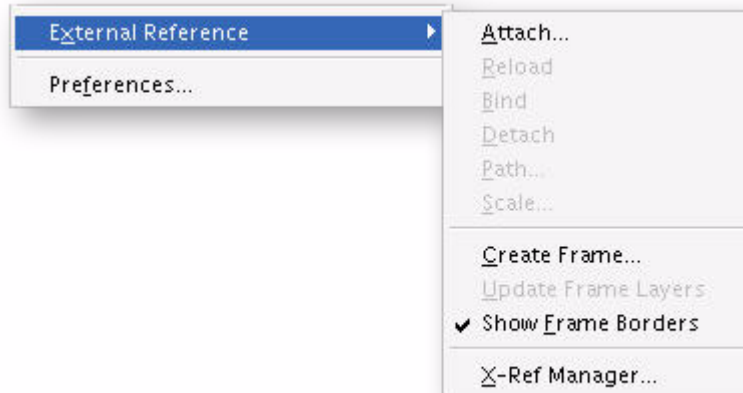 External Reference
Preferences...
Attach...
Reload
Bind
Detach
Path...
Scale...
Create Frame...
Update Frame Layers
Show Frame Borders
X-Ref Manager...